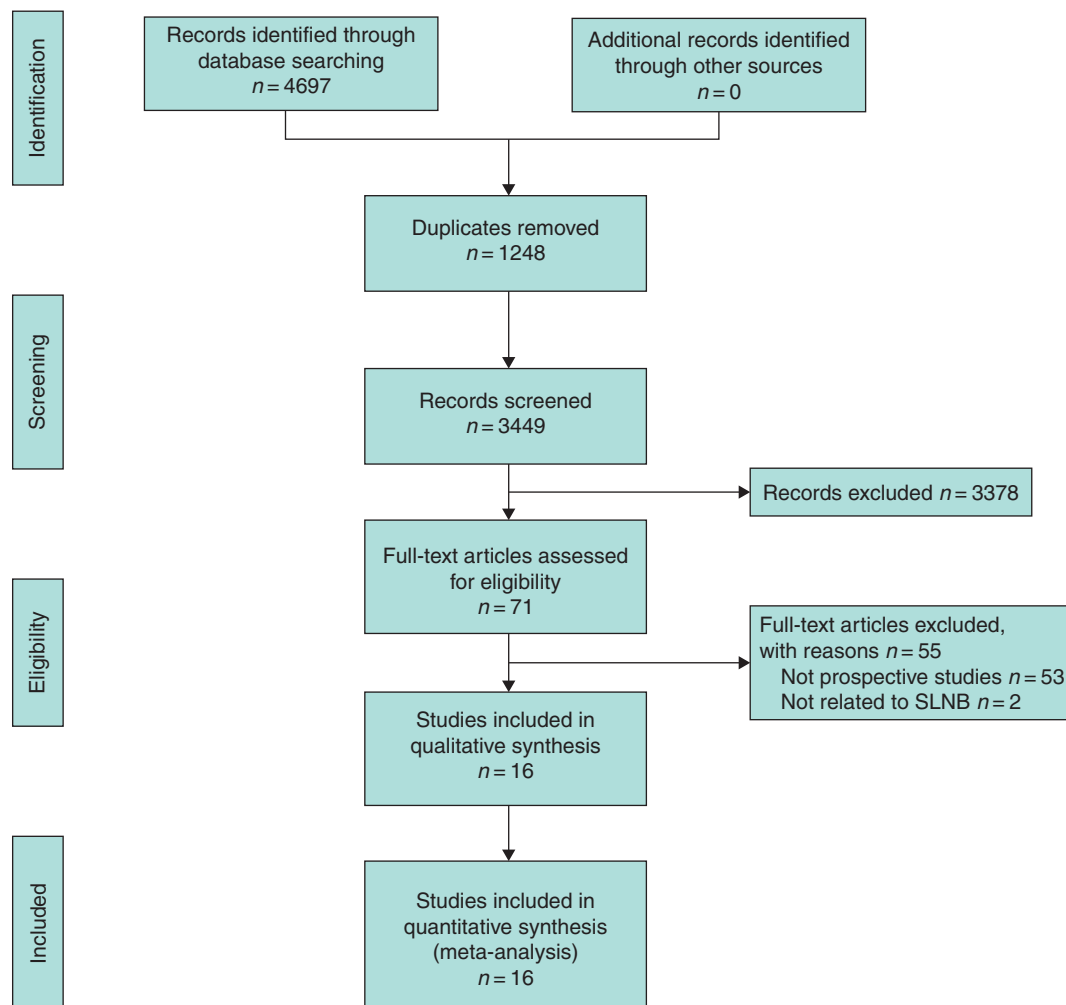 Identification
Records identified through
database searching
n = 4697
Additional records identified
through other sources
n = 0
Duplicates removed
n = 1248
Screening
Records screened
n = 3449
Records excluded n = 3378
Eligibility
Full-text articles assessed
for eligibility
n = 71
Full-text articles excluded,
with reasons n = 55
Not prospective studies n = 53
Not related to SLNB n = 2
Studies included in
qualitative synthesis
n = 16
Included
Studies included in
quantitative synthesis
(meta-analysis)
n = 16